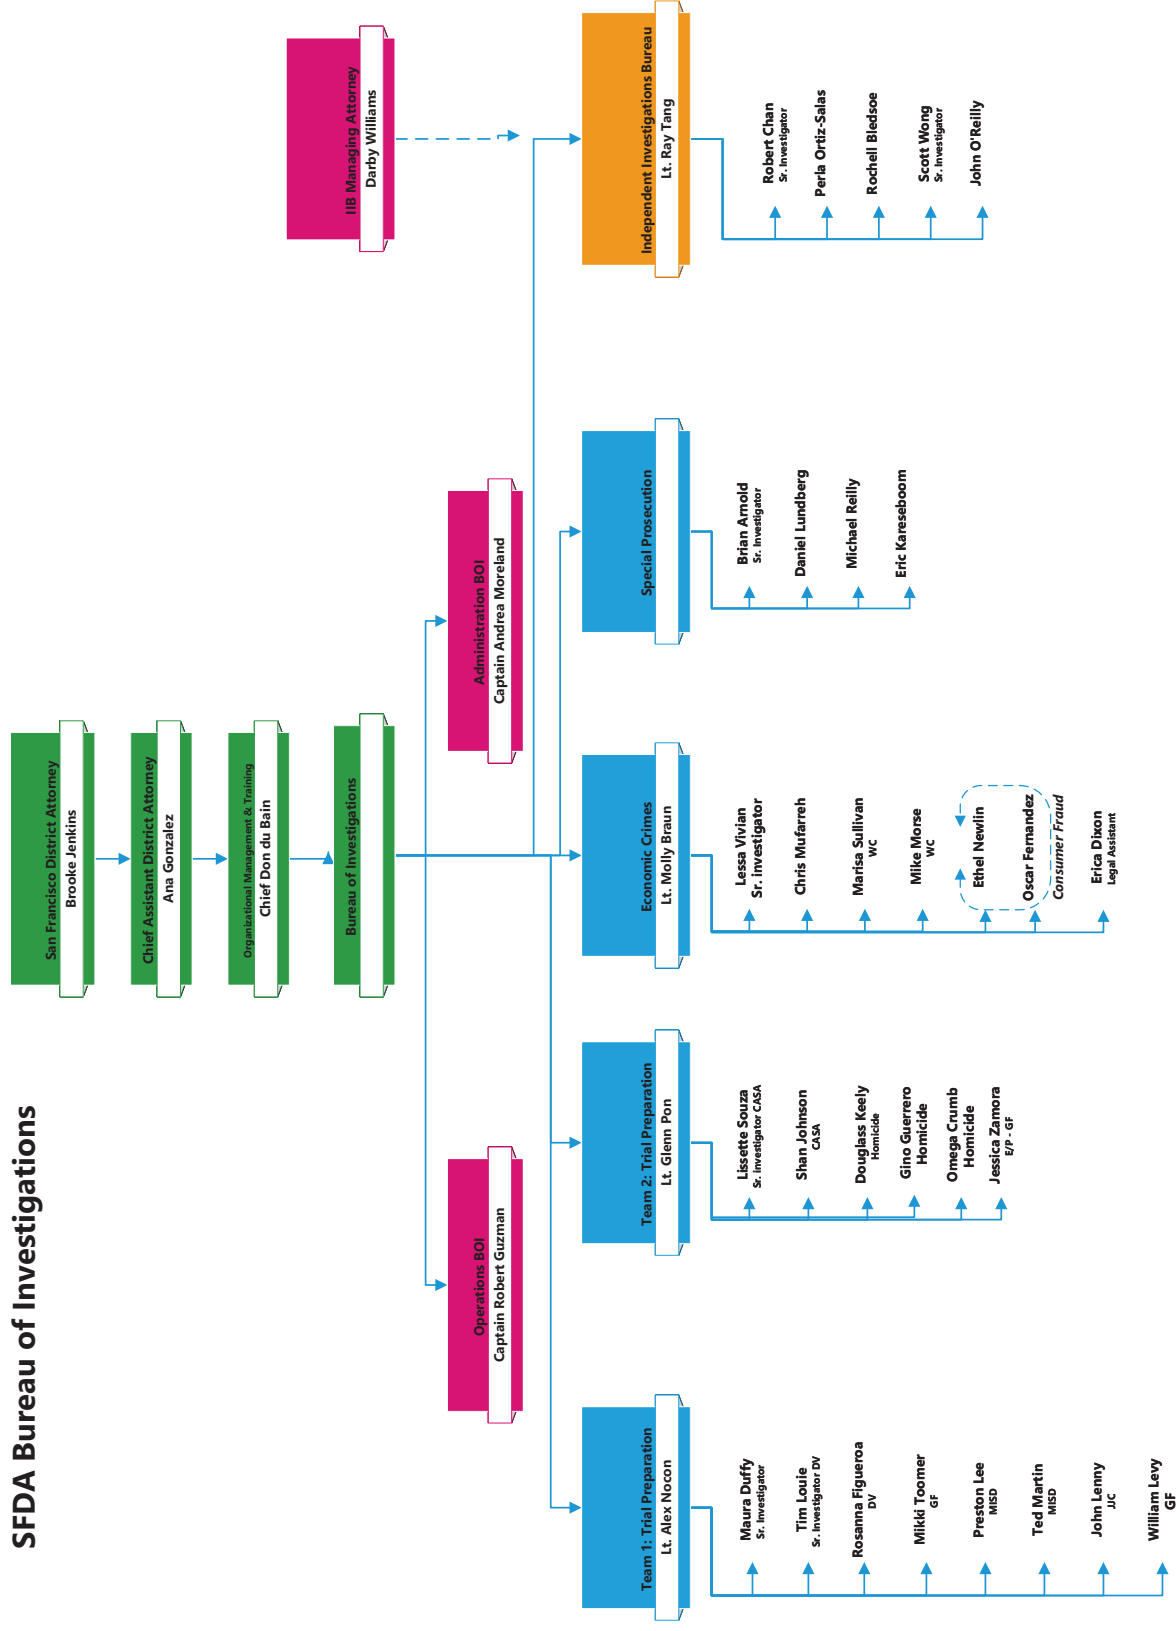 SFDA Bureau of Investigations
San Francisco District Attorney
Brooke Jenkins
Chief Assistant District Attorney
Ana Gonzalez
Organizational Management & Training
Chief Don du Bain
Bureau of Investigations
IIB Managing Attorney
Darby Williams
Operations BOI
Captain Robert Guzman
Administration BOI
Captain Andrea Moreland
Team 1: Trial Preparation
Lt. Alex Nocon
Maura Duffy
Sr. Investigator
Tim Louie
Sr. Investigator DV
Rosanna Figueroa
DV
Mikki Toomer
GF
Preston Lee
MISD
Ted Martin
MISD
John Lenny
JJC
William Levy
GF
Team 2: Trial Preparation
Lt. Glenn Pon
Lissette Souza
Sr. Investigator CASA
Shan Johnson
CASA
Douglass Keely
Homicide
Gino Guerrero
Homicide
Omega Crumb
Homicide
Jessica Zamora
E/P - GF
Economic Crimes
Lt. Molly Braun
Lessa Vivian
Sr. investigator
Chris Mufarreh
Marisa Sullivan
WC
Mike Morse
WC
Ethel Newlin
Oscar Fernandez
Consumer Fraud
Erica Dixon
Legal Assistant
Special Prosecution
Brian Arnold
Sr. Investigator
Daniel Lundberg
Michael Reilly
Eric Kareseboom
Independent Investigations Bureau
Lt. Ray Tang
Robert Chan
Sr. Investigator
Perla Ortiz-Salas
Rochell Bledsoe
Scott Wong
Sr. Investigator
John O'Reilly